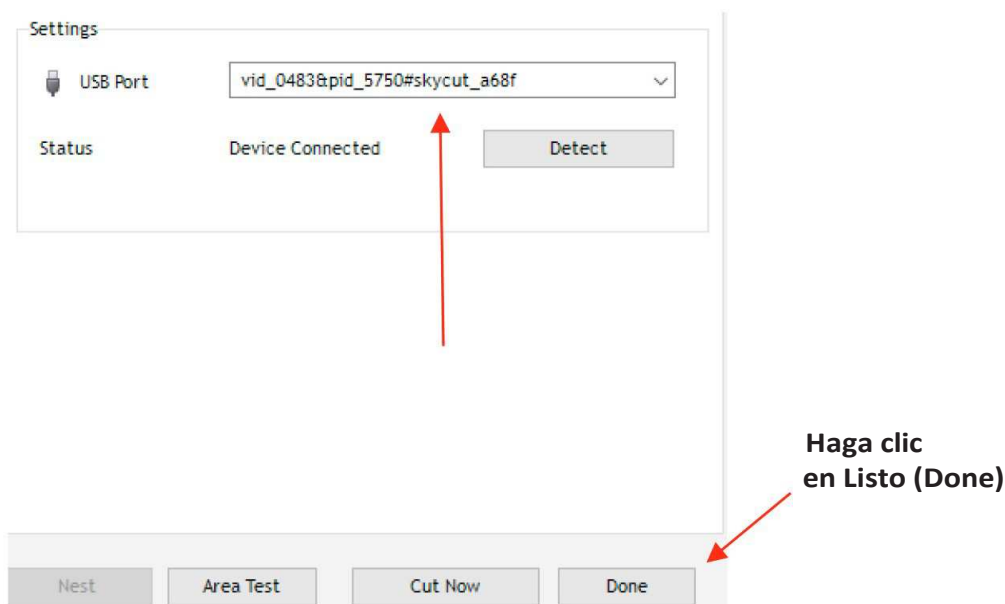 Settings
USB Port vid_0483&pid_5750#skycut_a68f
Status Device Connected Detect
Haga clic
en Listo (Done)
Nest Area Test Cut Now Done